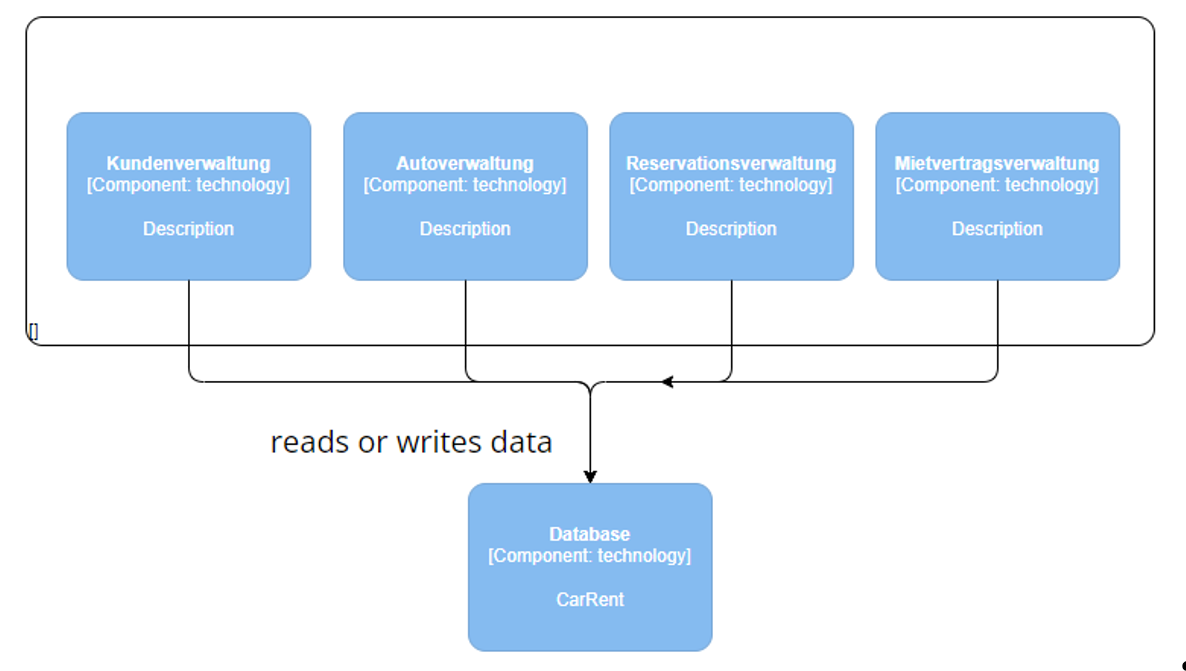 Kundenverwaltung
[Component: technology]
Description
Autoverwaltung
[Component: technology]
Description
Reservationsverwaltung
[Component: technology]
Description
Mietvertragsverwaltung
[Component: technology]
Description
[]
reads or writes data
Database
[Component: technology]
CarRent